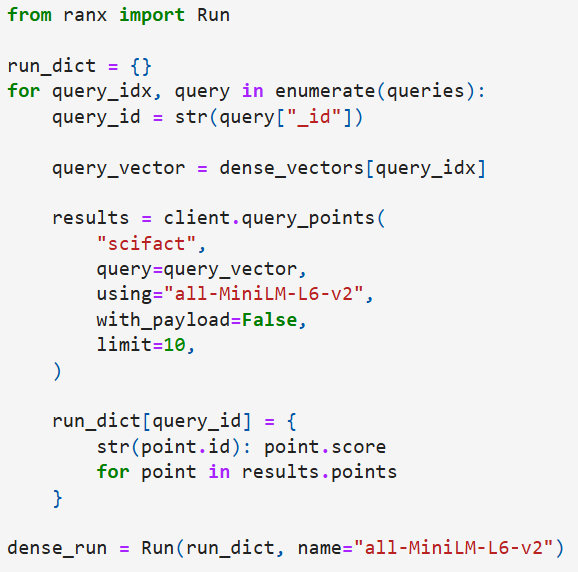 from ranx import Run

run_dict = {}
for query_idx, query in enumerate(queries):
    query_id = str(query["_id"])

    query_vector = dense_vectors[query_idx]

    results = client.query_points(
        "scifact",
        query=query_vector,
        using="all-MiniLM-L6-v2",
        with_payload=False,
        limit=10,
    )

    run_dict[query_id] = {
        str(point.id): point.score
        for point in results.points
    }

dense_run = Run(run_dict, name="all-MiniLM-L6-v2")